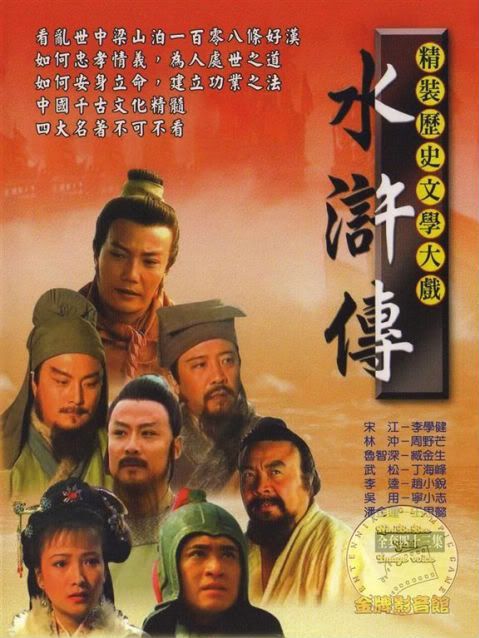 看亂世中梁山泊一百零八條好漢
如何忠孝情義，為人處世之道
如何安身立命，建立功業之法
中國千古文化精髓
四大名著不可不看
精裝歷史文學大戲
水滸傳
宋 江－李學健
林 沖－周野芒
魯智深－臧金生
武 松－丁海峰
李 逵－趙小銳
吳 用－寧小志
全套四十三集
金牌影音館